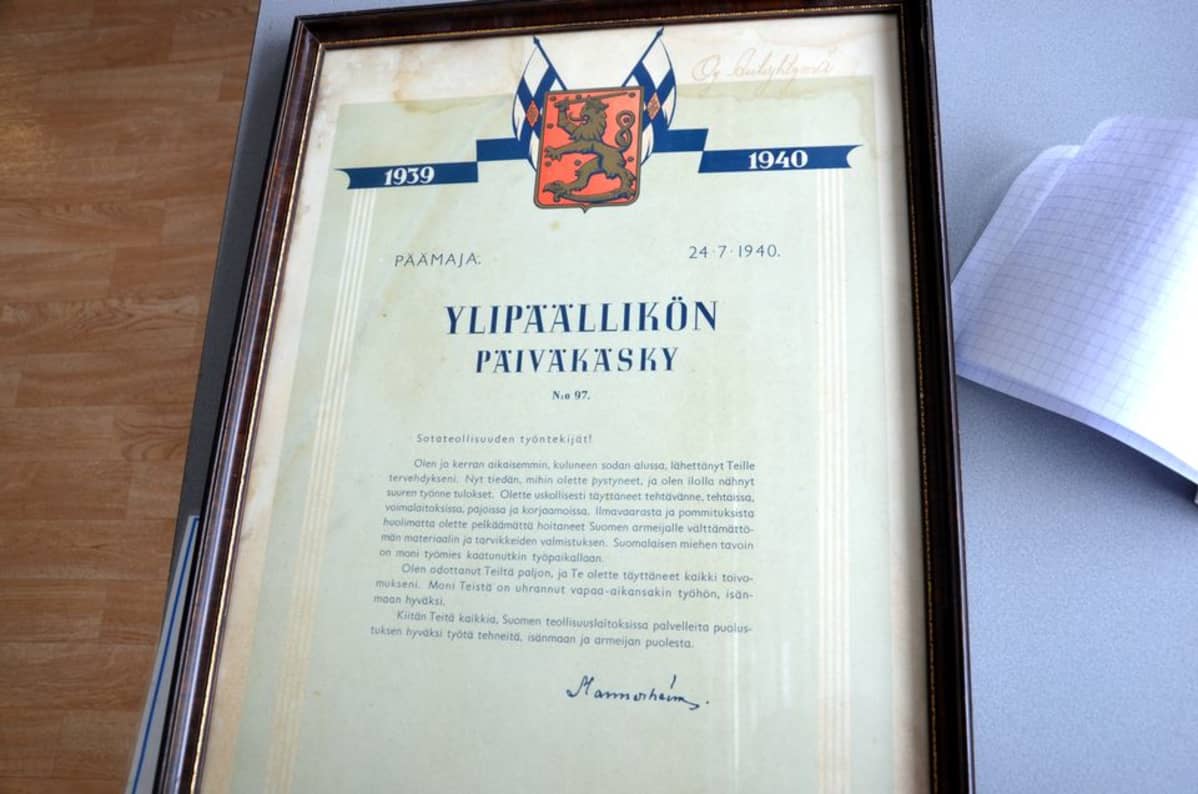 Oy
1939
1940
PÄÄMAJA.
24·7·1940.
YLIPÄÄLLIKÖN
PÄIVÄKÄSKY
N:o 97.
Sotateollisuuden työntekijät!
Olen jo kerran aikaisemmin, kuluneen sodan alussa, lähettänyt Teille
tervehdykseni. Nyt tiedän, mihin olette pystyneet, ja olen ilolla nähnyt
suuren työnne tulokset. Olette uskollisesti täyttäneet tehtävänne, tehtaissa,
voimalaitoksissa, pajoissa ja korjaamoissa. Ilmavaarasta ja pommituksista
huolimatta olette pelkäämättä hoitaneet Suomen armeijalle välttämättö-
män materiaalin ja tarvikkeiden valmistuksen. Suomalaisen miehen tavoin
on moni työmies kaatunutkin työpaikallaan.
Olen odottanut Teiltä paljon, ja Te olette täyttäneet kaikki toivo-
mukseni. Moni Teistä on uhrannut vapaa-aikansakin työhön, isän-
maan hyväksi.
Kiitän Teitä kaikkia, Suomen teollisuuslaitoksissa palvelleita puolus-
tuksen hyväksi työtä tehneitä, isänmaan ja armeijan puolesta.
Mannerheim.